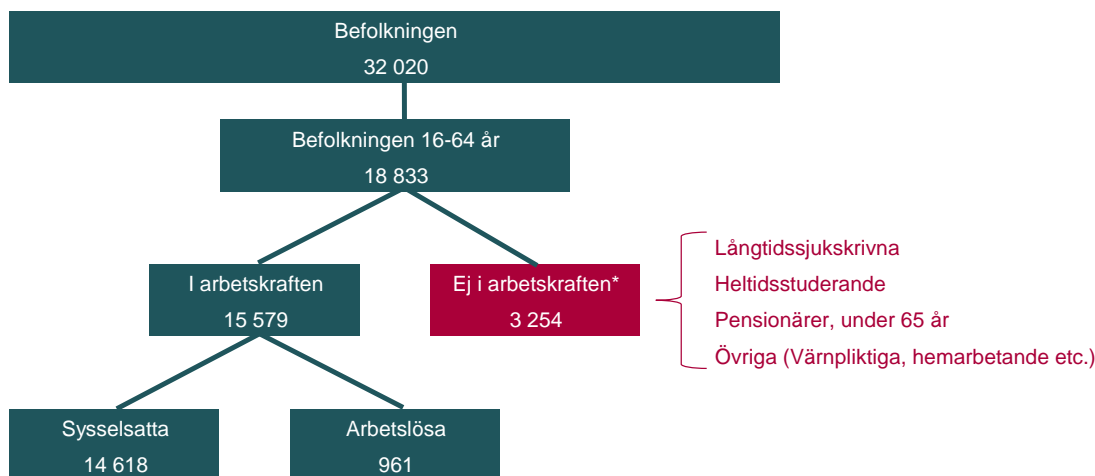 Befolkningen
32 020
Befolkningen 16-64 år
18 833
I arbetskraften
15 579
Ej i arbetskraften*
3 254
Långtidssjukskrivna
Heltidsstuderande
Pensionärer, under 65 år
Övriga (Värnpliktiga, hemarbetande etc.)
Sysselsatta
14 618
Arbetslösa
961